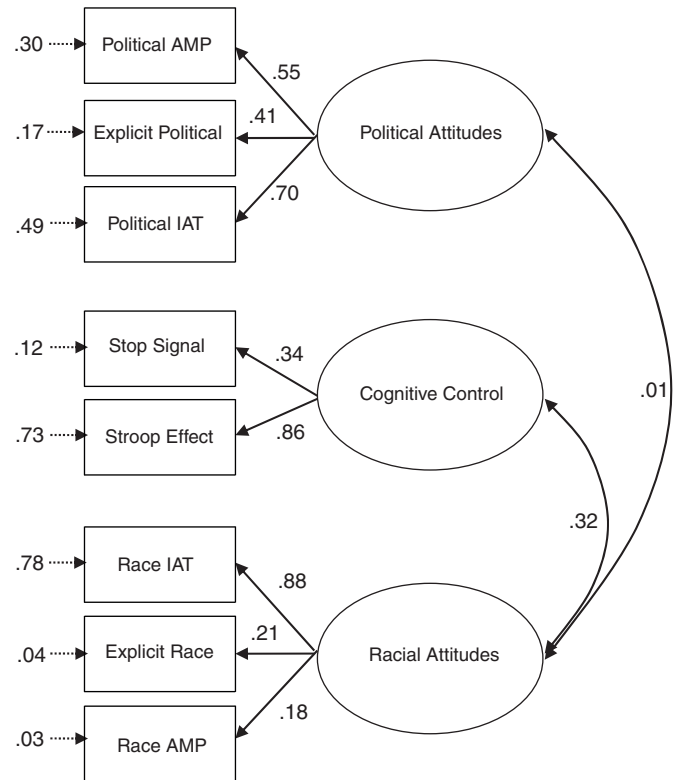 .30
Political AMP
.55
.17
Explicit Political
.41
Political Attitudes
.49
Political IAT
.70
.12
Stop Signal
.34
Cognitive Control
.01
.73
Stroop Effect
.86
.32
.78
Race IAT
.88
.04
Explicit Race
.21
Racial Attitudes
.03
Race AMP
.18